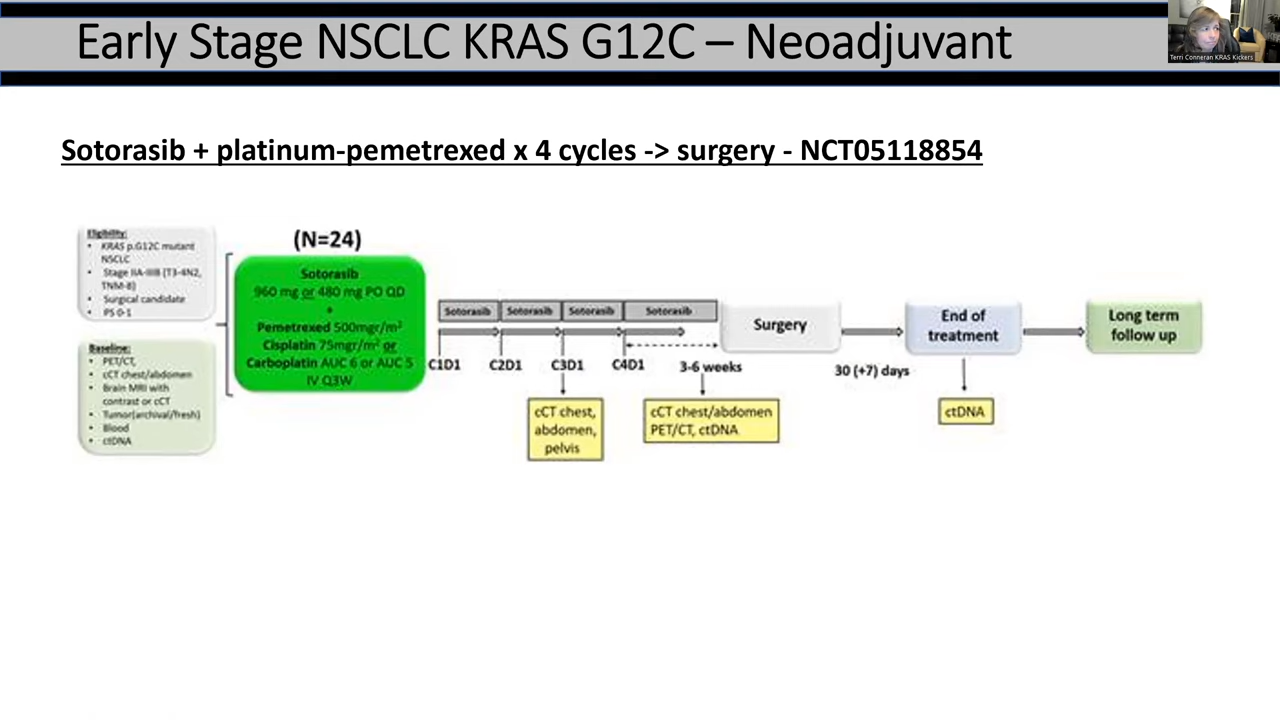 Early Stage NSCLC KRAS G12C – Neoadjuvant
Terri Conneran KRAS Kickers
Sotorasib + platinum-pemetrexed x 4 cycles -> surgery - NCT05118854
Eligibility:
• KRAS p.G12C mutant
NSCLC
• Stage IIA-IIIB (T3-4N2,
TNM-8)
• Surgical candidate
• PS 0-1
Baseline:
• PET/CT,
• cCT chest/abdomen
• Brain MRI with
contrast or cCT
• Tumor(archival/fresh)
• Blood
• ctDNA
(N=24)
Sotorasib
960 mg or 480 mg PO QD
+
Pemetrexed 500mgr/m²
Cisplatin 75mgr/m² or
Carboplatin AUC 6 or AUC 5
IV Q3W
Sotorasib Sotorasib Sotorasib Sotorasib
C1D1 C2D1 C3D1 C4D1 3-6 weeks
cCT chest,
abdomen,
pelvis
cCT chest/abdomen
PET/CT, ctDNA
Surgery
30 (+7) days
End of
treatment
ctDNA
Long term
follow up